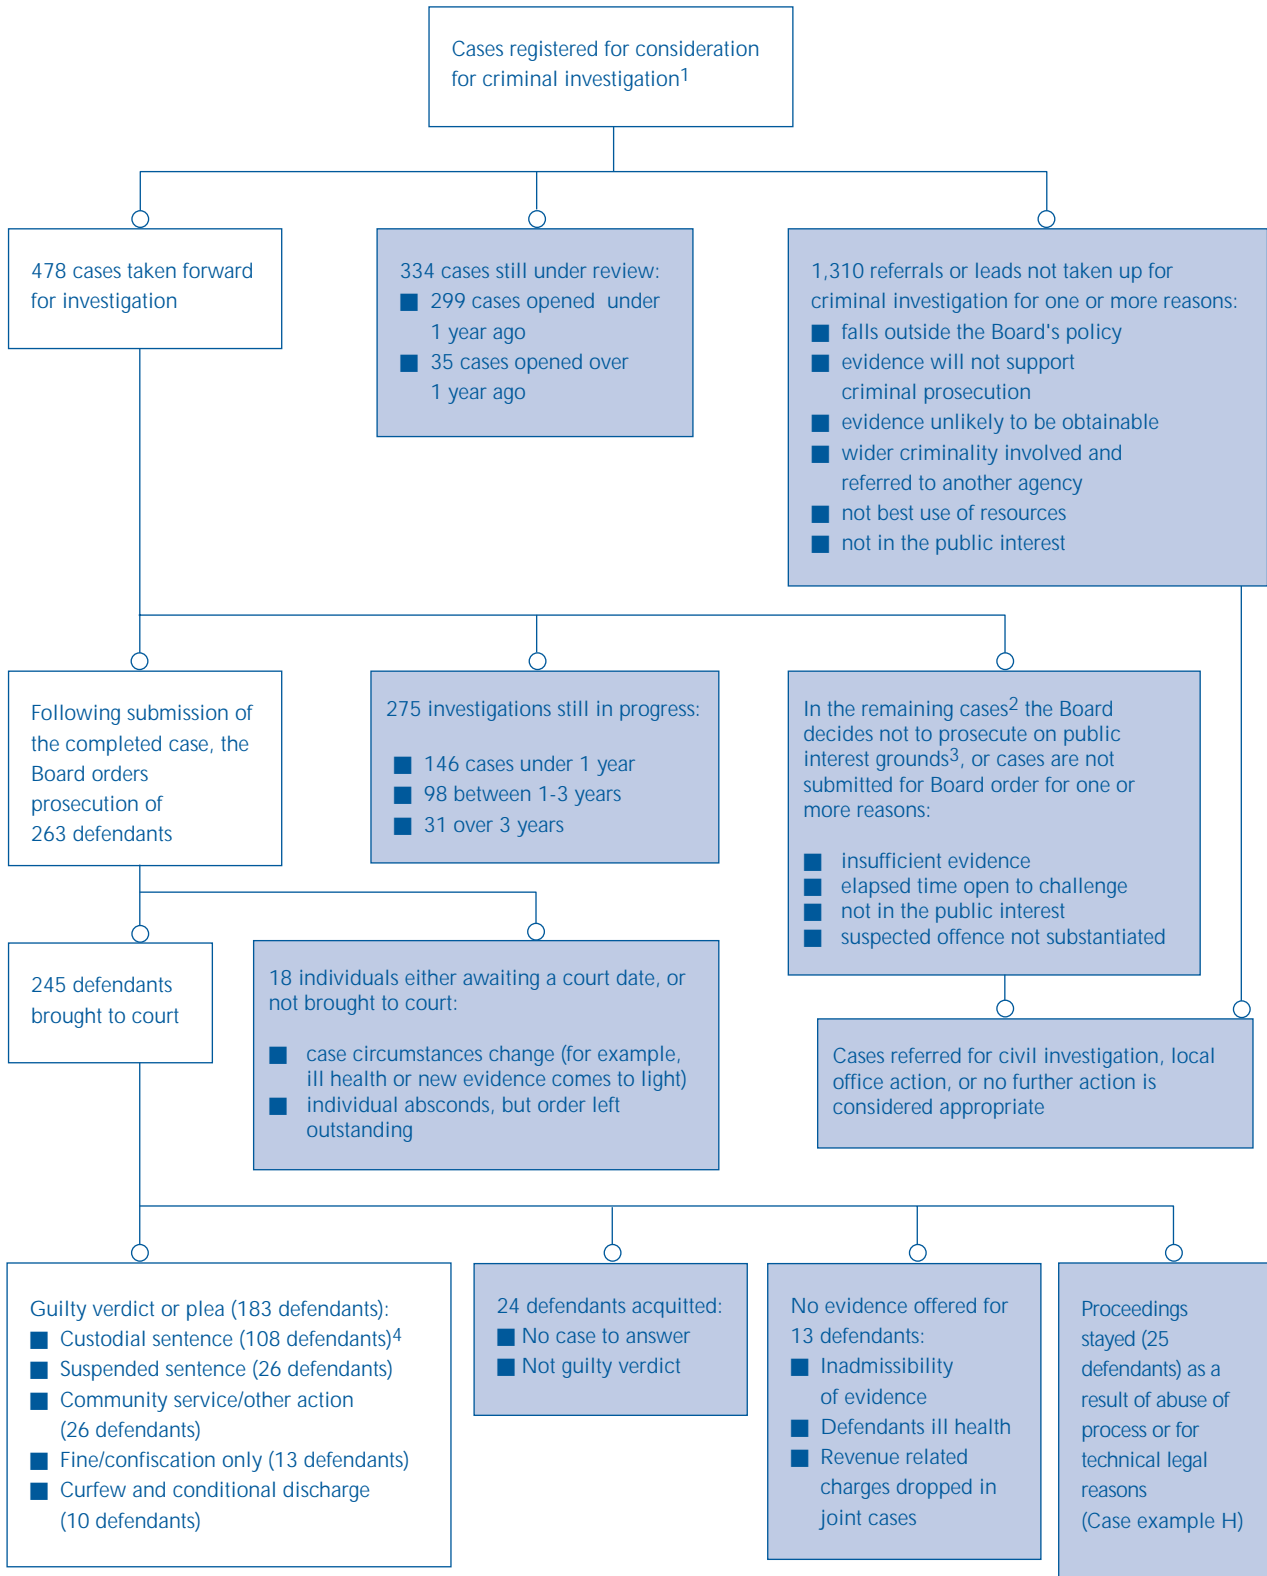 Cases registered for consideration
for criminal investigation1
478 cases taken forward
for investigation
334 cases still under review:
■ 299 cases opened under
1 year ago
■ 35 cases opened over
1 year ago
1,310 referrals or leads not taken up for
criminal investigation for one or more reasons:
■ falls outside the Board's policy
■ evidence will not support
criminal prosecution
■ evidence unlikely to be obtainable
■ wider criminality involved and
referred to another agency
■ not best use of resources
■ not in the public interest
Following submission of
the completed case, the
Board orders
prosecution of
263 defendants
275 investigations still in progress:
■ 146 cases under 1 year
■ 98 between 1-3 years
■ 31 over 3 years
In the remaining cases2 the Board
decides not to prosecute on public
interest grounds3, or cases are not
submitted for Board order for one or
more reasons:
■ insufficient evidence
■ elapsed time open to challenge
■ not in the public interest
■ suspected offence not substantiated
245 defendants
brought to court
18 individuals either awaiting a court date, or
not brought to court:
■ case circumstances change (for example,
ill health or new evidence comes to light)
■ individual absconds, but order left
outstanding
Cases referred for civil investigation, local
office action, or no further action is
considered appropriate
Guilty verdict or plea (183 defendants):
■ Custodial sentence (108 defendants)4
■ Suspended sentence (26 defendants)
■ Community service/other action
(26 defendants)
■ Fine/confiscation only (13 defendants)
■ Curfew and conditional discharge
(10 defendants)
24 defendants acquitted:
■ No case to answer
■ Not guilty verdict
No evidence offered for
13 defendants:
■ Inadmissibility
of evidence
■ Defendants ill health
■ Revenue related
charges dropped in
joint cases
Proceedings
stayed (25
defendants) as a
result of abuse of
process or for
technical legal
reasons
(Case example H)